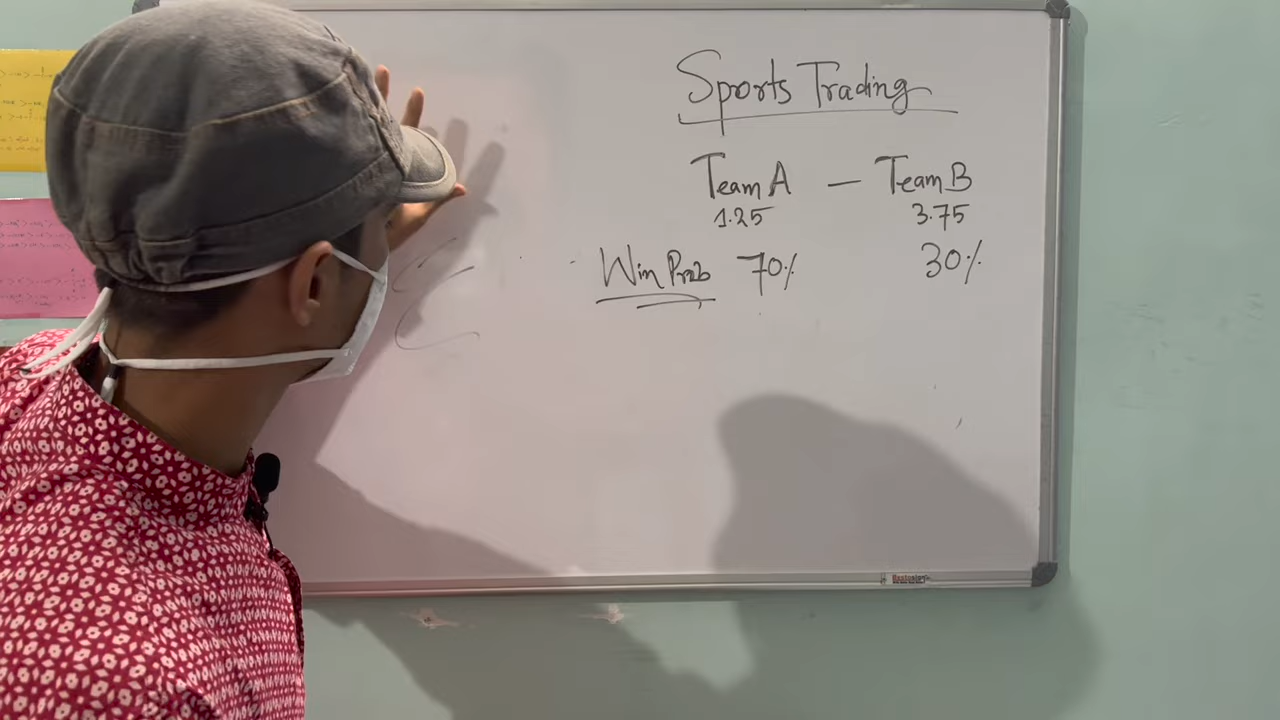 Sports Trading
Team A — Team B
1.25 3.75
Win Prob 70% 30%